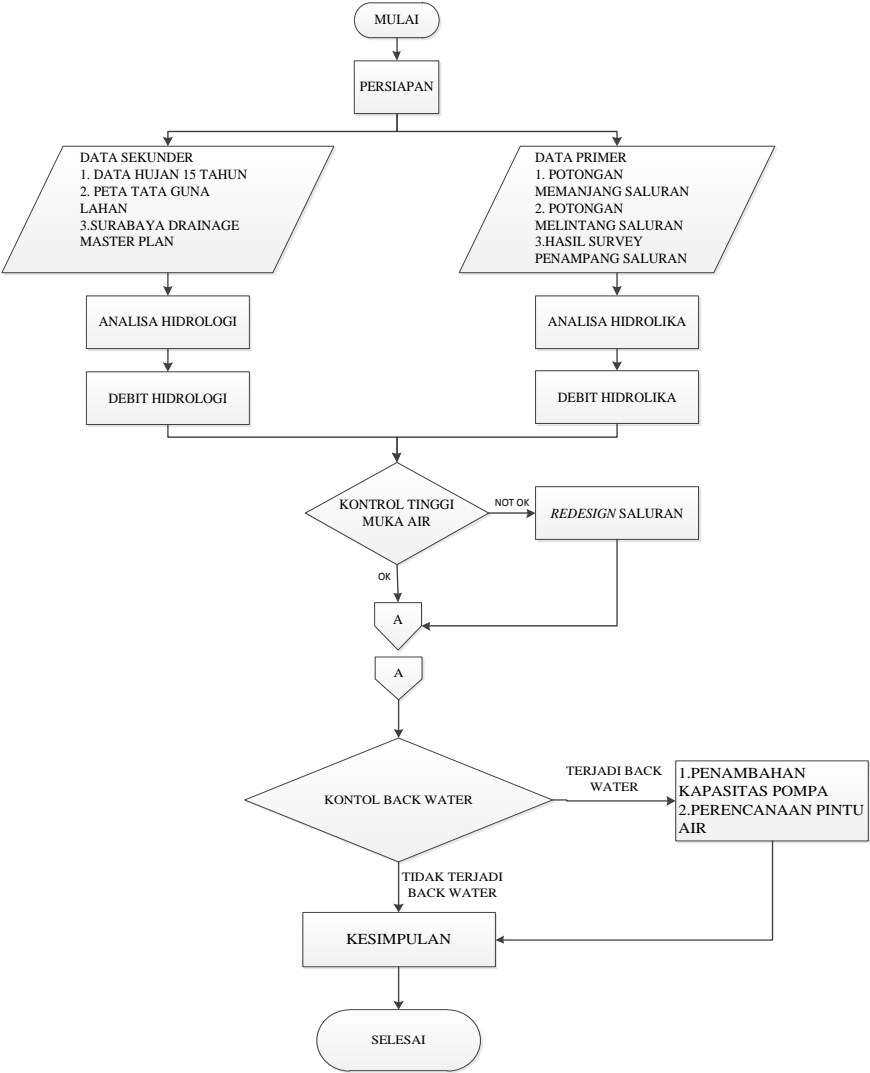 MULAI
PERSIAPAN
DATA SEKUNDER
1. DATA HUJAN 15 TAHUN
2. PETA TATA GUNA
LAHAN
3.SURABAYA DRAINAGE
MASTER PLAN
DATA PRIMER
1. POTONGAN
MEMANJANG SALURAN
2. POTONGAN
MELINTANG SALURAN
3.HASIL SURVEY
PENAMPANG SALURAN
ANALISA HIDROLOGI
ANALISA HIDROLIKA
DEBIT HIDROLOGI
DEBIT HIDROLIKA
KONTROL TINGGI
MUKA AIR
NOT OK
REDESIGN SALURAN
OK
A
A
KONTOL BACK WATER
TERJADI BACK
WATER
1.PENAMBAHAN
KAPASITAS POMPA
2.PERENCANAAN PINTU
AIR
TIDAK TERJADI
BACK WATER
KESIMPULAN
SELESAI